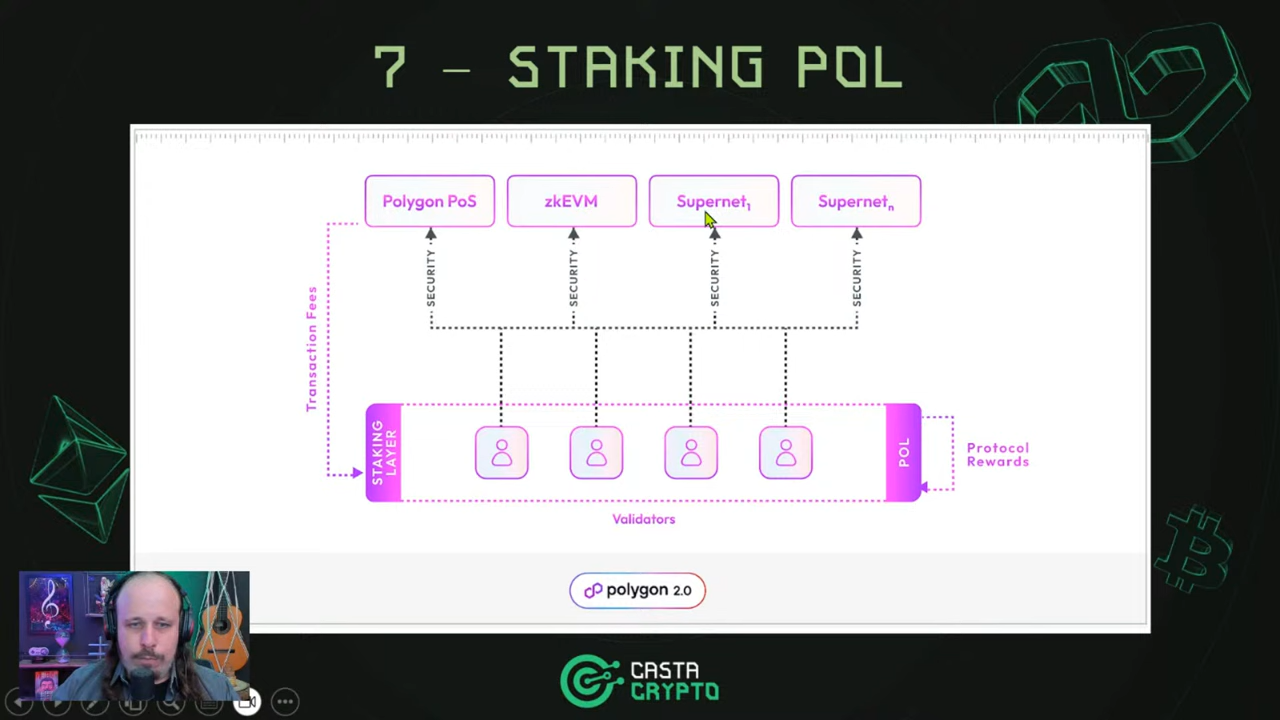 7 – STAKING POL
Polygon PoS
zkEVM
Supernet1
Supernetn
SECURITY
SECURITY
SECURITY
SECURITY
Transaction Fees
STAKING
LAYER
POL
Protocol
Rewards
Validators
polygon 2.0
CASTA
CRYPTO